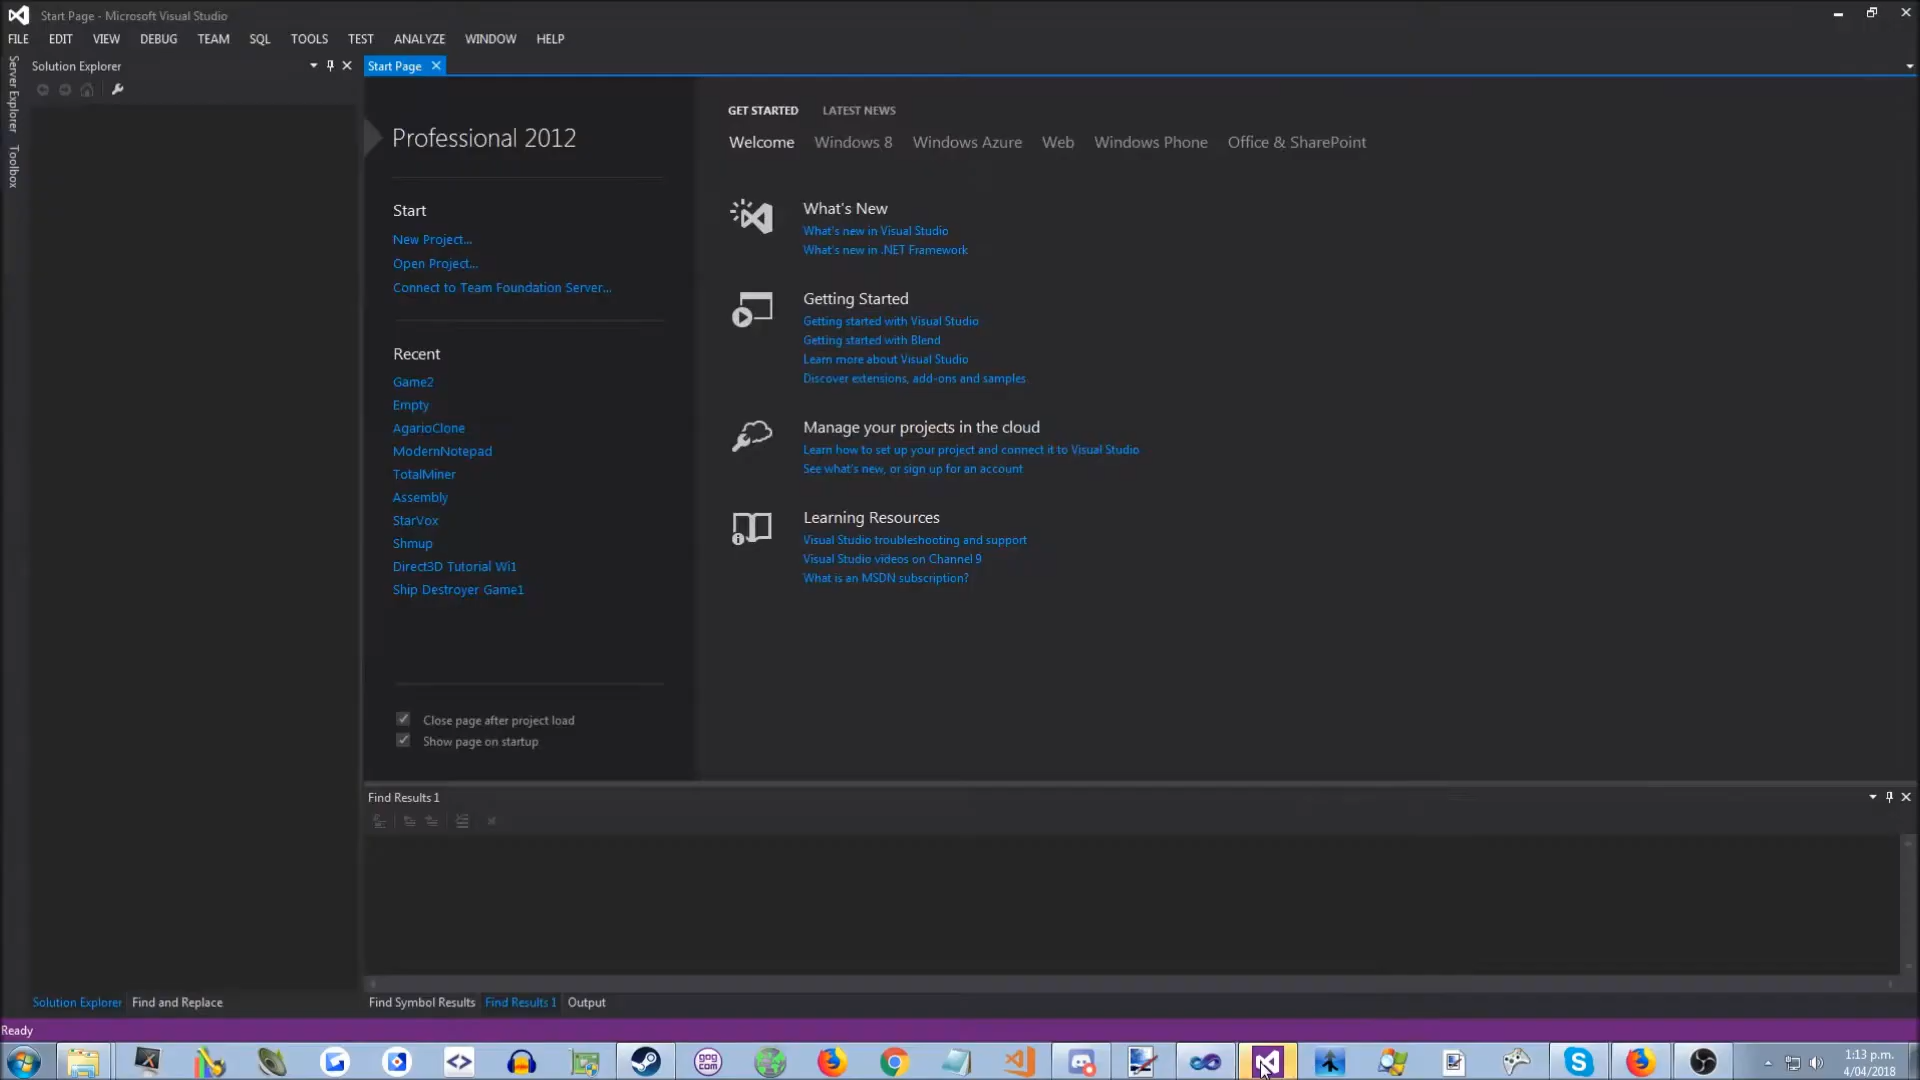 Start Page - Microsoft Visual Studio
FILE EDIT VIEW DEBUG TEAM SQL TOOLS TEST ANALYZE WINDOW HELP
Server Explorer
Toolbox
Solution Explorer
Start Page
Professional 2012
Start
New Project...
Open Project...
Connect to Team Foundation Server...
Recent
Game2
Empty
AgarioClone
ModernNotepad
TotalMiner
Assembly
StarVox
Shmup
Direct3D Tutorial Wi1
Ship Destroyer Game1
Close page after project load
Show page on startup
GET STARTED LATEST NEWS
Welcome Windows 8 Windows Azure Web Windows Phone Office & SharePoint
What's New
What's new in Visual Studio
What's new in .NET Framework
Getting Started
Getting started with Visual Studio
Getting started with Blend
Learn more about Visual Studio
Discover extensions, add-ons and samples
Manage your projects in the cloud
Learn how to set up your project and connect it to Visual Studio
See what's new, or sign up for an account
Learning Resources
Visual Studio troubleshooting and support
Visual Studio videos on Channel 9
What is an MSDN subscription?
Find Results 1
Solution Explorer Find and Replace
Find Symbol Results Find Results 1 Output
Ready
gog.com
1:13 p.m.
4/04/2018